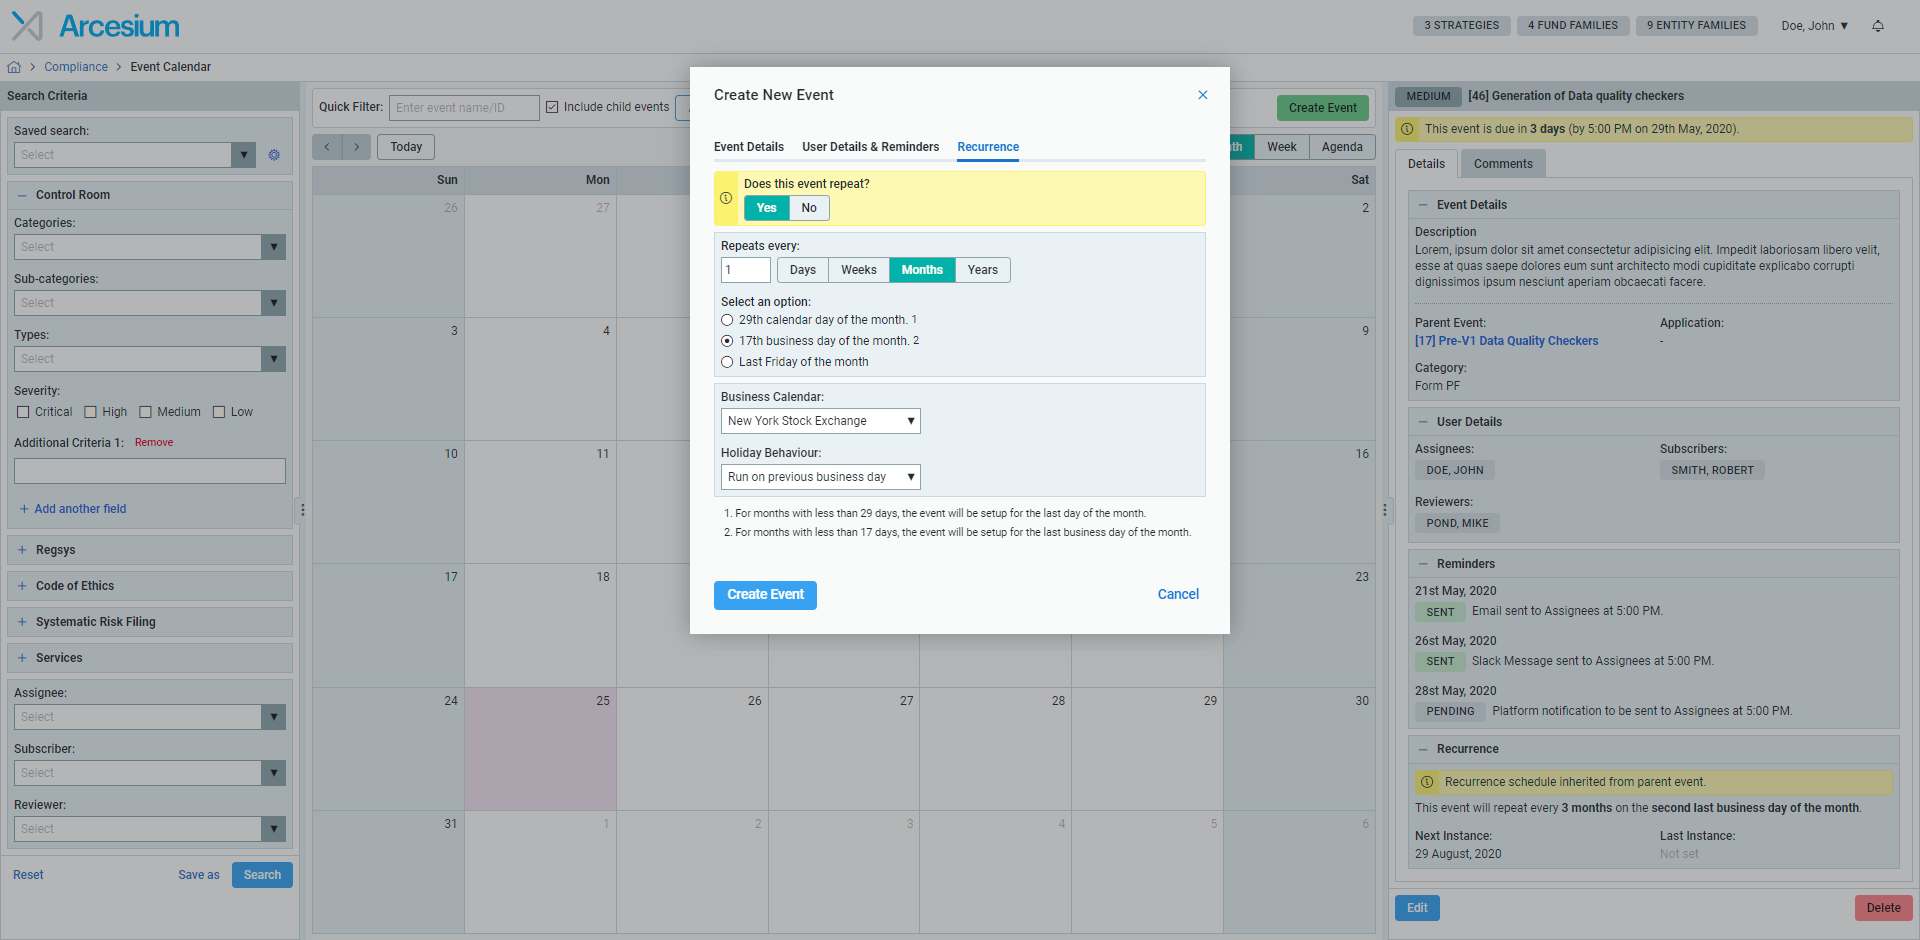 Arcesium
3 STRATEGIES
4 FUND FAMILIES
9 ENTITY FAMILIES
Doe, John
Compliance
Event Calendar
Search Criteria
Saved search:
Select
Control Room
Categories:
Select
Sub-categories:
Select
Types:
Select
Severity:
Critical High Medium Low
Additional Criteria 1: Remove
+ Add another field
Regsys
Code of Ethics
Systematic Risk Filing
Services
Assignee:
Select
Subscriber:
Select
Reviewer:
Select
Reset
Save as
Search
Quick Filter:
Enter event name/ID
Include child events
Create Event
Today
Week
Agenda
Sun Mon Sat
26 27 2
3 4 9
10 11 16
17 18 23
24 25 26 27 28 29 30
31 1 2 3 4 5 6
Create New Event
Event Details
User Details & Reminders
Recurrence
Does this event repeat?
Yes No
Repeats every:
1 Days Weeks Months Years
Select an option:
29th calendar day of the month. 1
17th business day of the month. 2
Last Friday of the month
Business Calendar:
New York Stock Exchange
Holiday Behaviour:
Run on previous business day
1. For months with less than 29 days, the event will be setup for the last day of the month.
2. For months with less than 17 days, the event will be setup for the last business day of the month.
Create Event
Cancel
MEDIUM [46] Generation of Data quality checkers
This event is due in 3 days (by 5:00 PM on 29th May, 2020).
Details Comments
Event Details
Description
Lorem, ipsum dolor sit amet consectetur adipisicing elit. Impedit laboriosam libero velit,
esse at quas saepe dolores eum sunt architecto modi cupiditate explicabo corrupti
dignissimos ipsum nesciunt aperiam obcaecati facere.
Parent Event: Application:
[17] Pre-V1 Data Quality Checkers -
Category:
Form PF
User Details
Assignees: Subscribers:
DOE, JOHN SMITH, ROBERT
Reviewers:
POND, MIKE
Reminders
21st May, 2020
SENT Email sent to Assignees at 5:00 PM.
26st May, 2020
SENT Slack Message sent to Assignees at 5:00 PM.
28st May, 2020
PENDING Platform notification to be sent to Assignees at 5:00 PM.
Recurrence
Recurrence schedule inherited from parent event.
This event will repeat every 3 months on the second last business day of the month.
Next Instance: Last Instance:
29 August, 2020 Not set
Edit
Delete